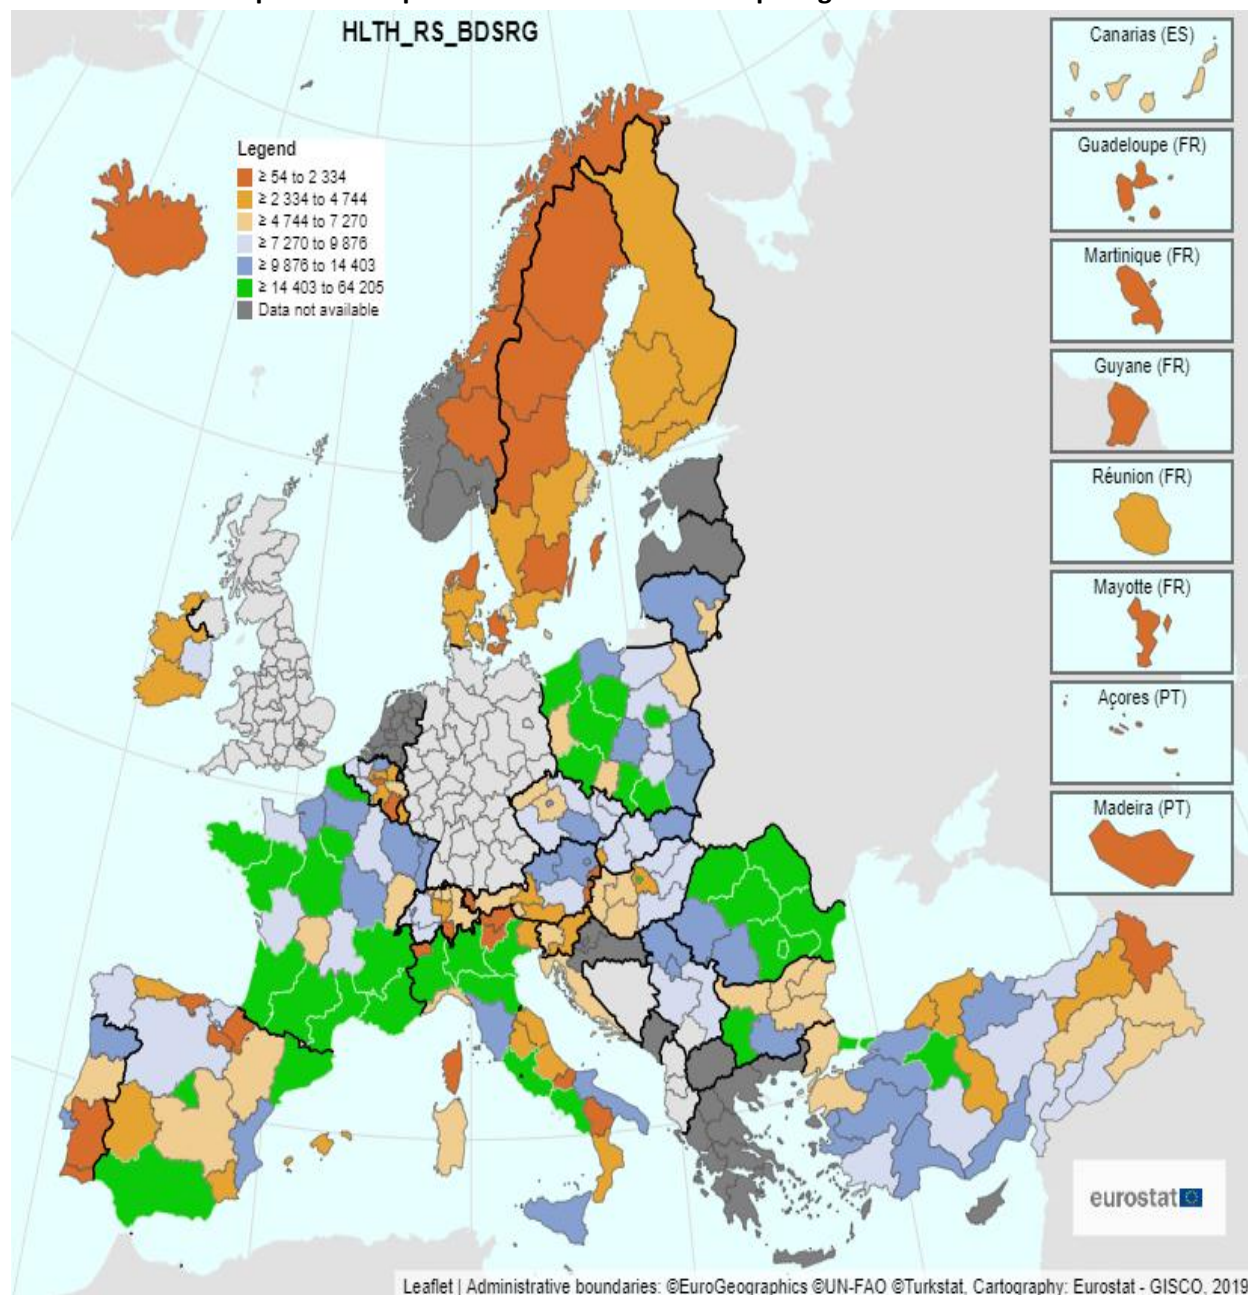 HLTH_RS_BDSRG
Legend
≥ 54 to 2 334
≥ 2 334 to 4 744
≥ 4 744 to 7 270
≥ 7 270 to 9 876
≥ 9 876 to 14 403
≥ 14 403 to 64 205
Data not available
Canarias (ES)
Guadeloupe (FR)
Martinique (FR)
Guyane (FR)
Réunion (FR)
Mayotte (FR)
Açores (PT)
Madeira (PT)
eurostat
Leaflet | Administrative boundaries: ©EuroGeographics ©UN-FAO ©Turkstat, Cartography: Eurostat - GISCO, 2019